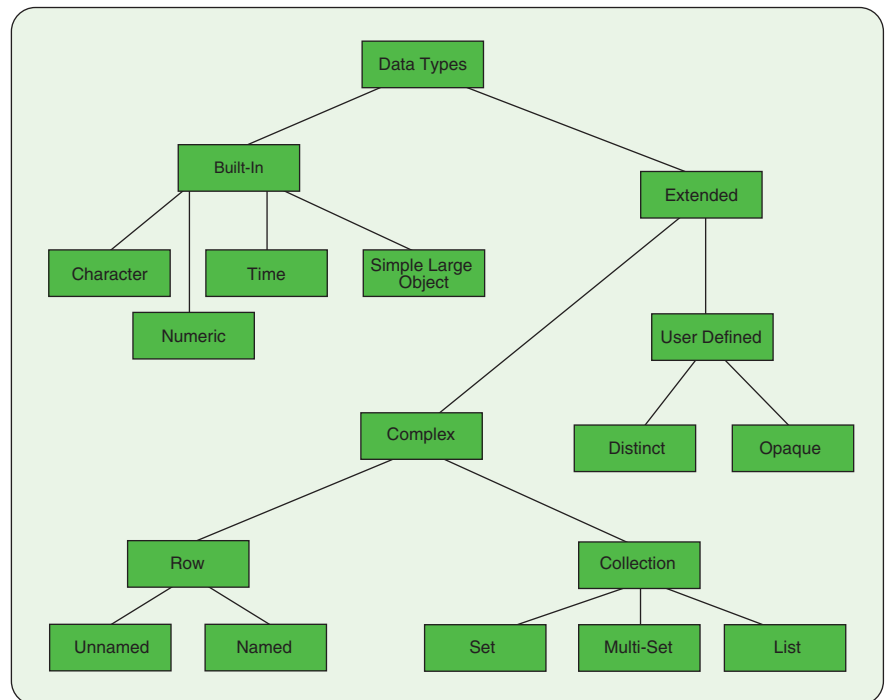 Data Types
Built-In
Extended
Character
Time
Simple Large
Object
Numeric
User Defined
Complex
Distinct
Opaque
Row
Collection
Unnamed
Named
Set
Multi-Set
List